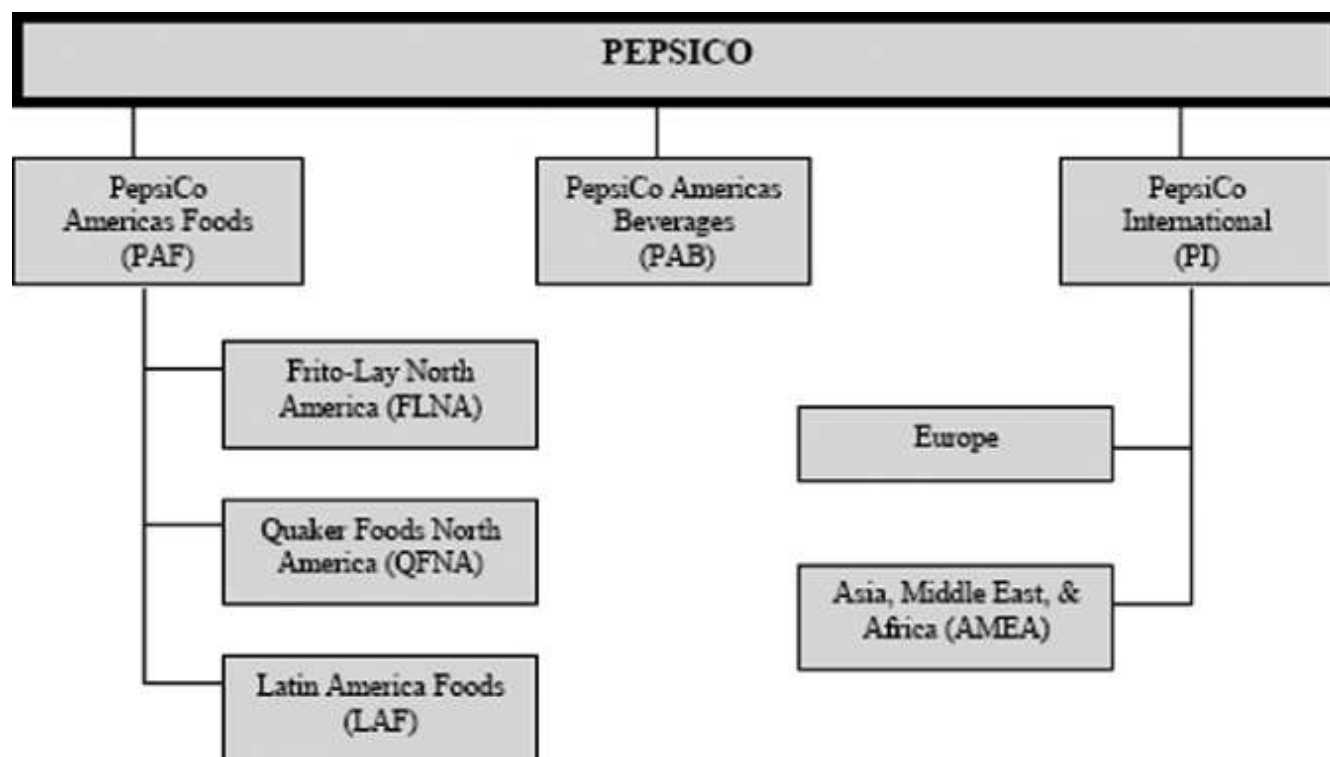 PEPSICO
PepsiCo
Americas Foods
(PAF)
PepsiCo Americas
Beverages
(PAB)
PepsiCo
International
(PI)
Frito-Lay North
America (FLNA)
Quaker Foods North
America (QFNA)
Latin America Foods
(LAF)
Europe
Asia, Middle East, &
Africa (AMEA)